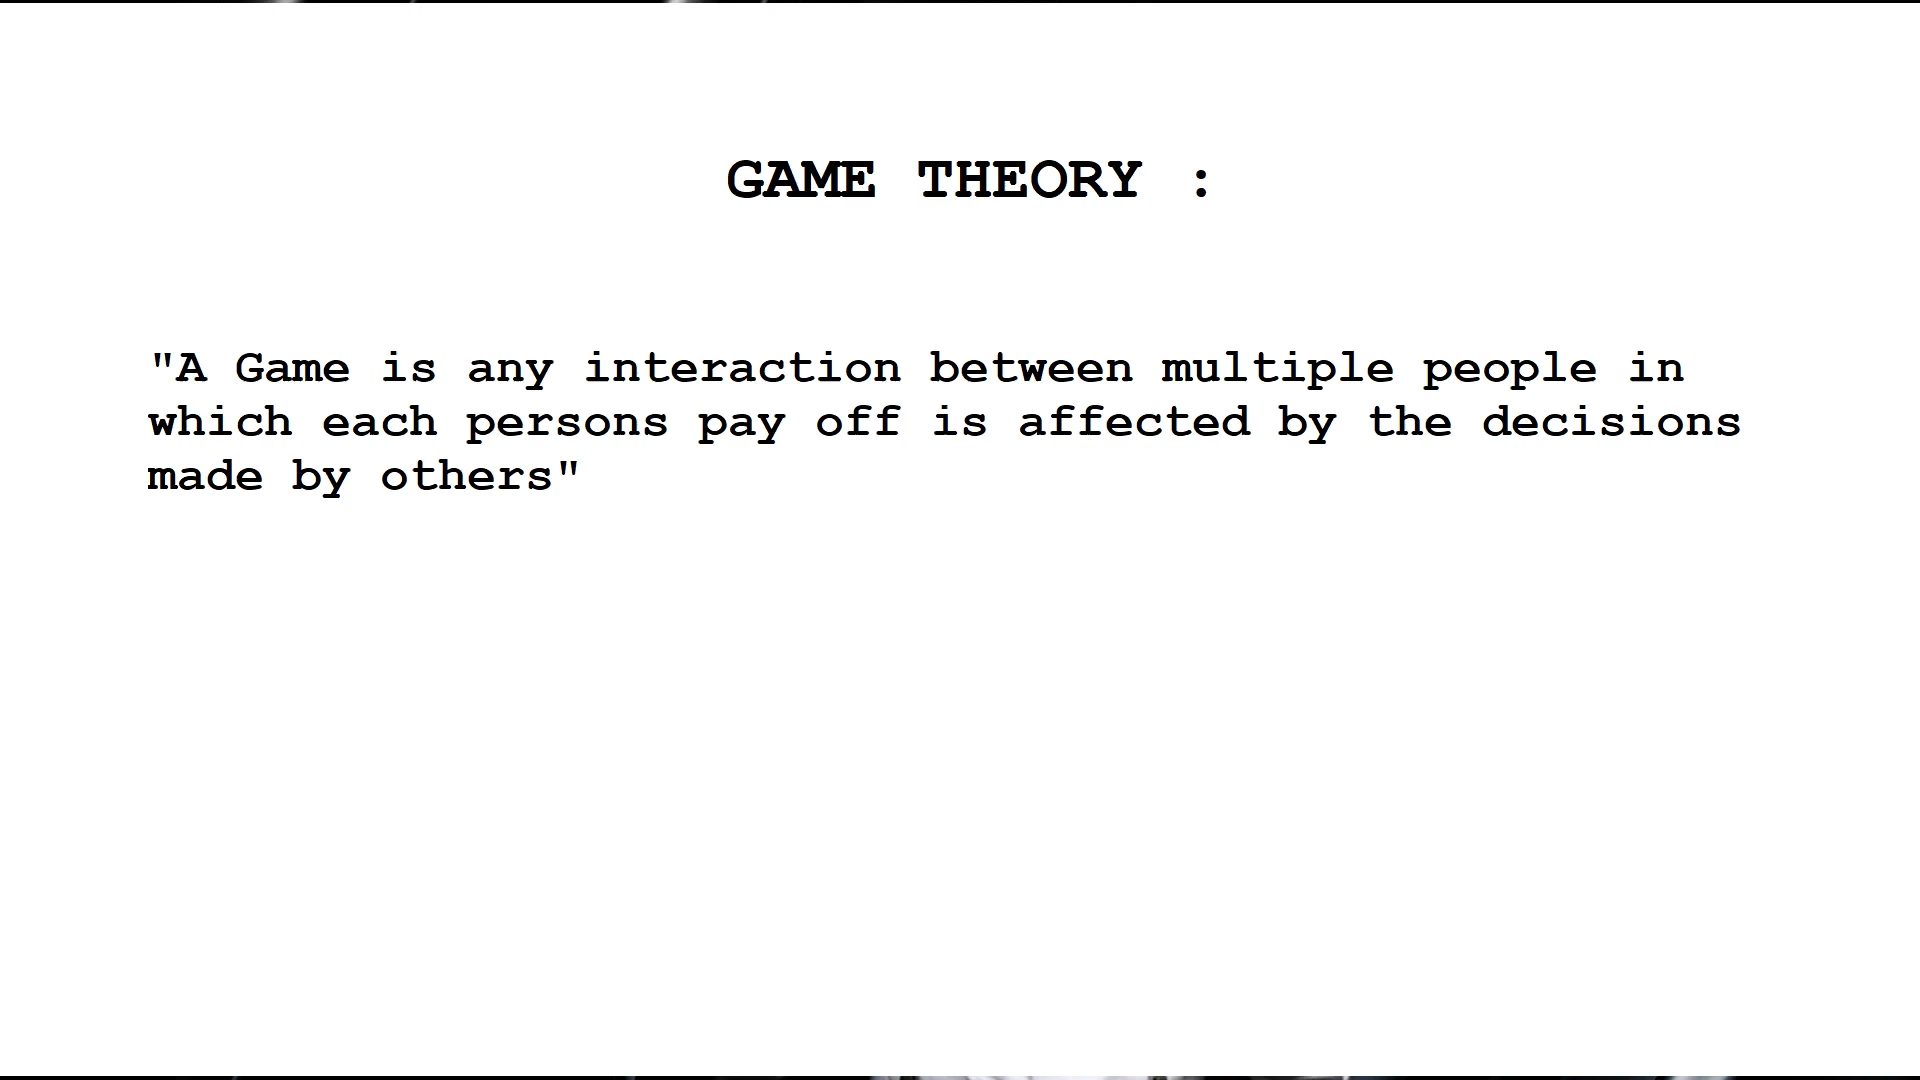 GAME THEORY :
"A Game is any interaction between multiple people in
which each persons pay off is affected by the decisions
made by others"